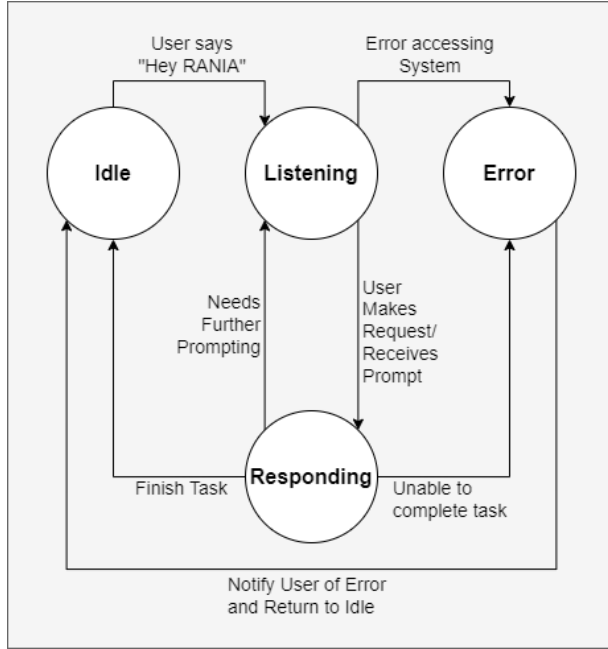 User says
"Hey RANIA"
Error accessing
System
Idle
Listening
Error
Needs
Further
Prompting
User
Makes
Request/
Receives
Prompt
Responding
Finish Task
Unable to
complete task
Notify User of Error
and Return to Idle